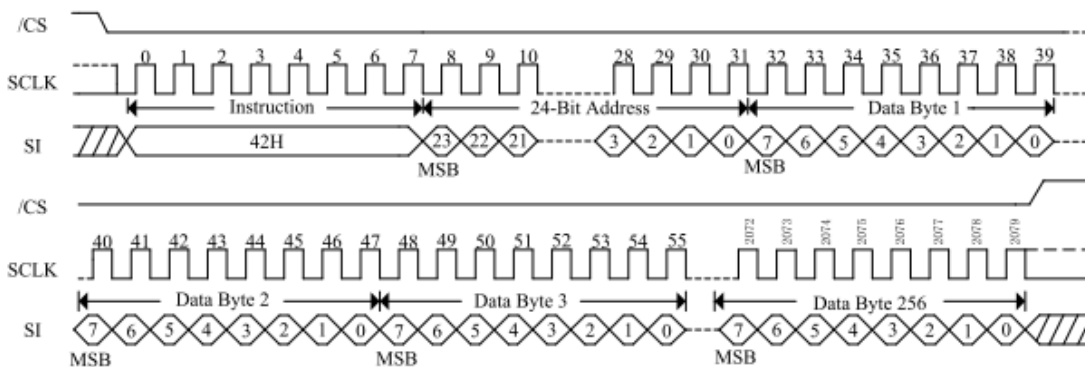 /CS
0 1 2 3 4 5 6 7 8 9 10 28 29 30 31 32 33 34 35 36 37 38 39
SCLK
Instruction 24-Bit Address Data Byte 1
SI 42H 23 22 21 3 2 1 0 7 6 5 4 3 2 1 0
MSB MSB
/CS
40 41 42 43 44 45 46 47 48 49 50 51 52 53 54 55 2072 2073 2074 2075 2076 2077 2078 2079
SCLK
Data Byte 2 Data Byte 3 Data Byte 256
SI 7 6 5 4 3 2 1 0 7 6 5 4 3 2 1 0 7 6 5 4 3 2 1 0
MSB MSB MSB